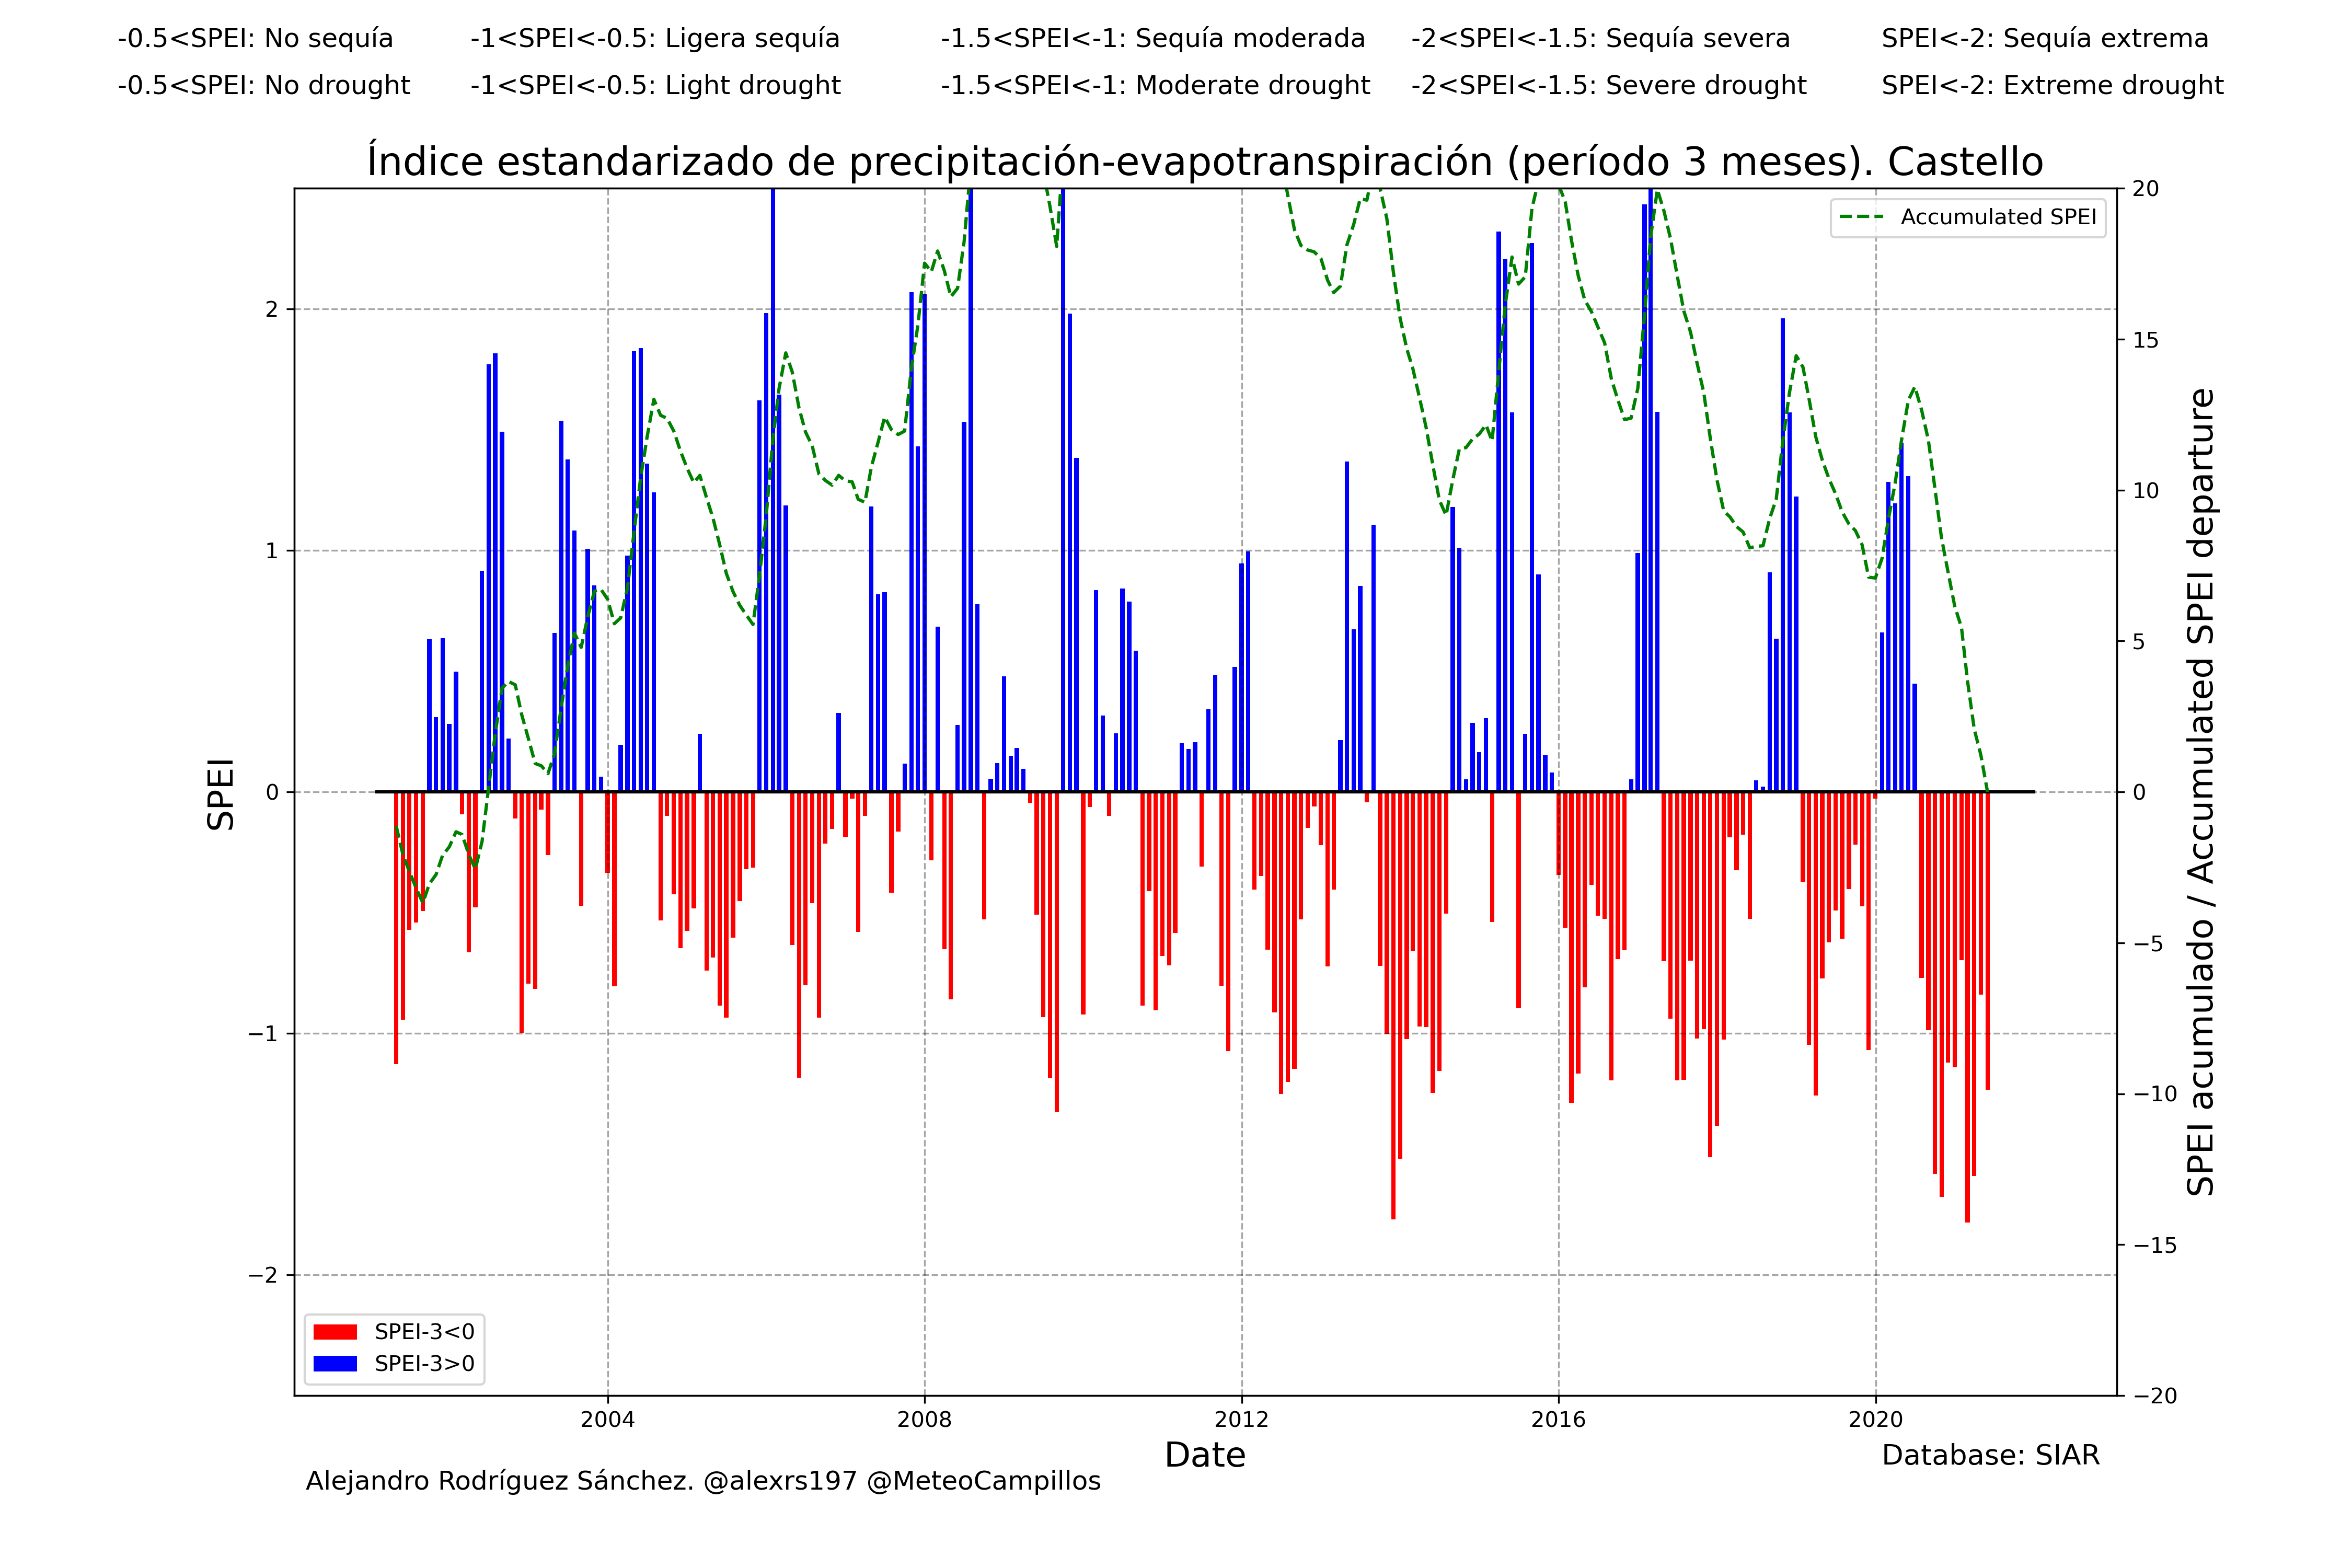 -0.5<SPEI: No sequía -1<SPEI<-0.5: Ligera sequía -1.5<SPEI<-1: Sequía moderada -2<SPEI<-1.5: Sequía severa SPEI<-2: Sequía extrema
-0.5<SPEI: No drought -1<SPEI<-0.5: Light drought -1.5<SPEI<-1: Moderate drought -2<SPEI<-1.5: Severe drought SPEI<-2: Extreme drought
Índice estandarizado de precipitación-evapotranspiración (período 3 meses). Castello
Accumulated SPEI
SPEI
2
1
0
−1
−2
20
15
10
5
0
−5
−10
−15
−20
SPEI acumulado / Accumulated SPEI departure
SPEI-3<0
SPEI-3>0
2004 2008 2012 2016 2020
Date
Database: SIAR
Alejandro Rodríguez Sánchez. @alexrs197 @MeteoCampillos